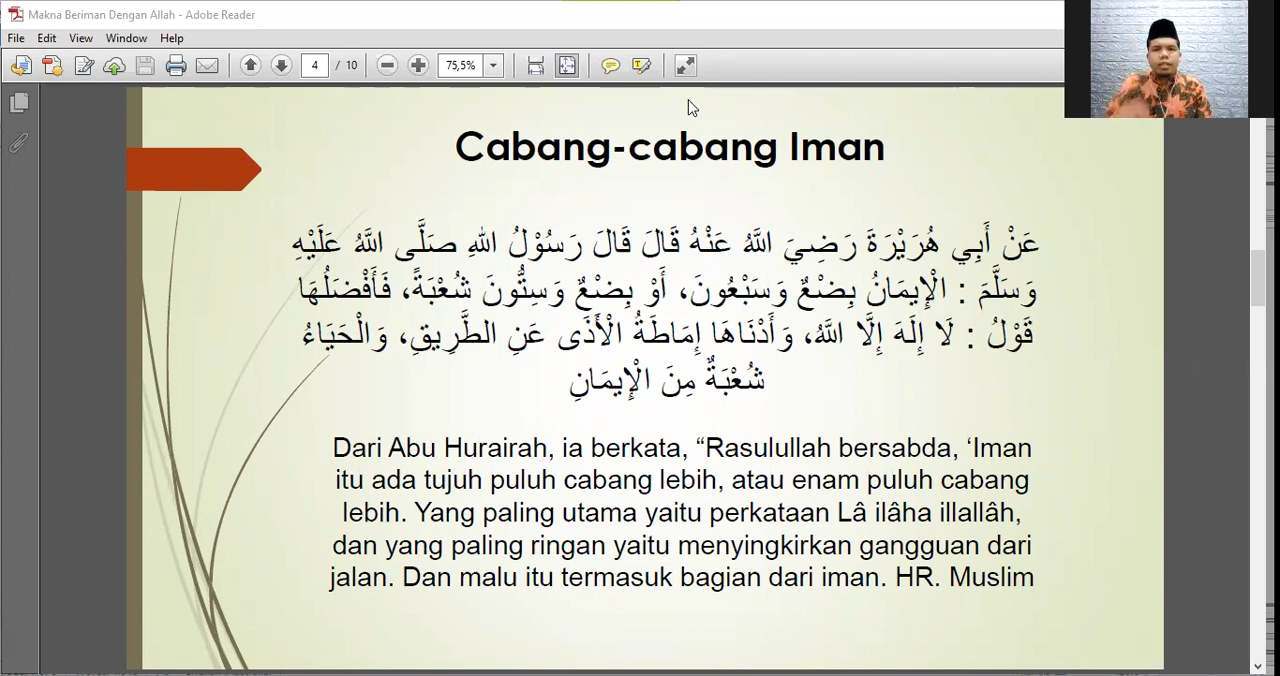 Makna Beriman Dengan Allah - Adobe Reader
File Edit View Window Help
4 / 10 75,5%
Cabang-cabang Iman
عَنْ أَبِي هُرَيْرَةَ رَضِيَ اللَّهُ عَنْهُ قَالَ قَالَ رَسُوْلُ اللهِ صَلَّى اللَّهُ عَلَيْهِ
وَسَلَّمَ : الْإِيمَانُ بِضْعٌ وَسَبْعُونَ، أَوْ بِضْعٌ وَسِتُّونَ شُعْبَةً، فَأَفْضَلُهَا
قَوْلُ : لَا إِلَهَ إِلَّا اللَّهُ، وَأَدْنَاهَا إِمَاطَةُ الْأَذَى عَنِ الطَّرِيقِ، وَالْحَيَاءُ
شُعْبَةٌ مِنَ الْإِيمَانِ
Dari Abu Hurairah, ia berkata, “Rasulullah bersabda, ‘Iman
itu ada tujuh puluh cabang lebih, atau enam puluh cabang
lebih. Yang paling utama yaitu perkataan Lâ ilâha illallâh,
dan yang paling ringan yaitu menyingkirkan gangguan dari
jalan. Dan malu itu termasuk bagian dari iman. HR. Muslim